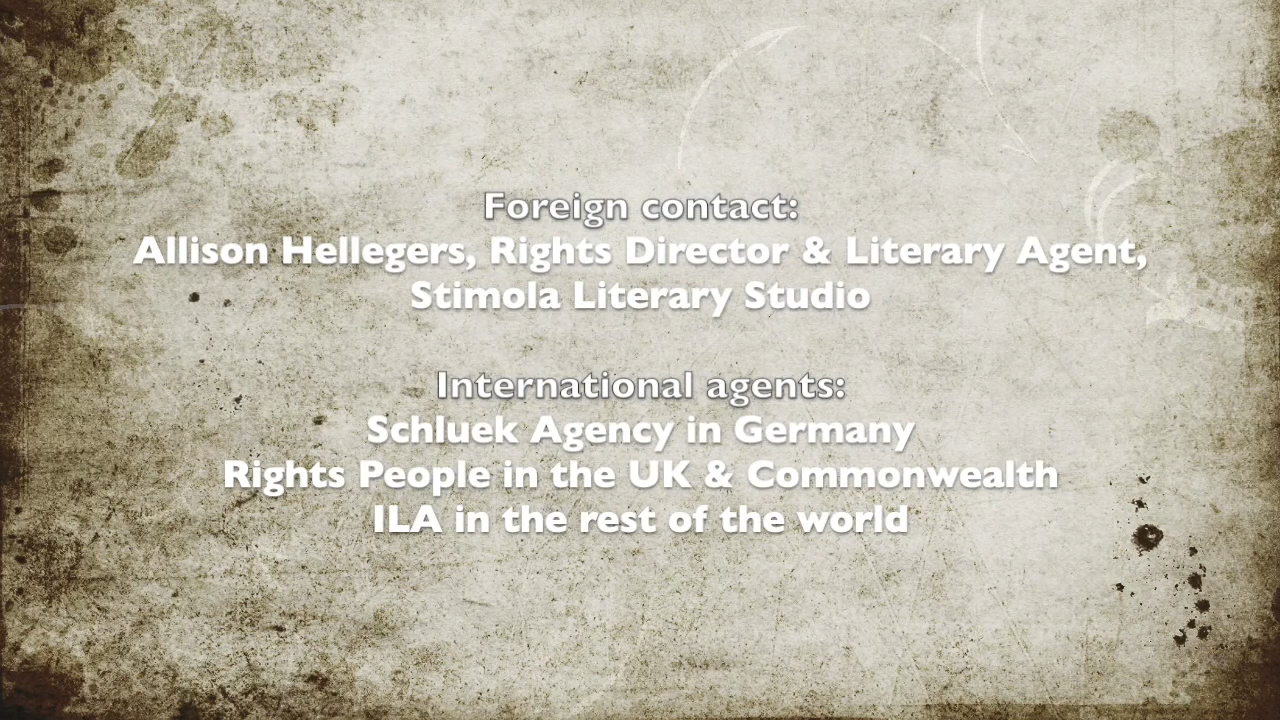 Foreign contact:
Allison Hellegers, Rights Director & Literary Agent,
Stimola Literary Studio
International agents:
Schluek Agency in Germany
Rights People in the UK & Commonwealth
ILA in the rest of the world